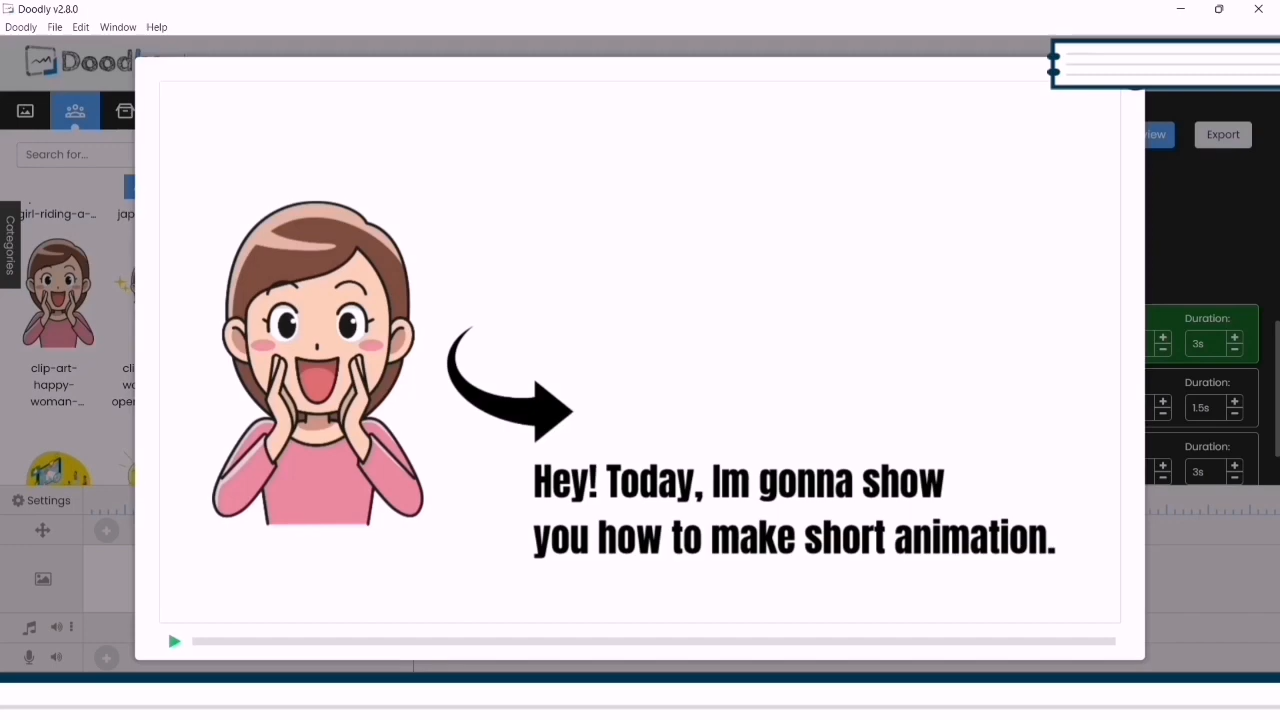 Doodly v2.8.0
Doodly File Edit Window Help
Search for...
Export
girl-riding-a-...
Categories
clip-art-
happy-
woman-...
Duration:
3s
Duration:
1.5s
Duration:
3s
Hey! Today, Im gonna show
you how to make short animation.
Settings